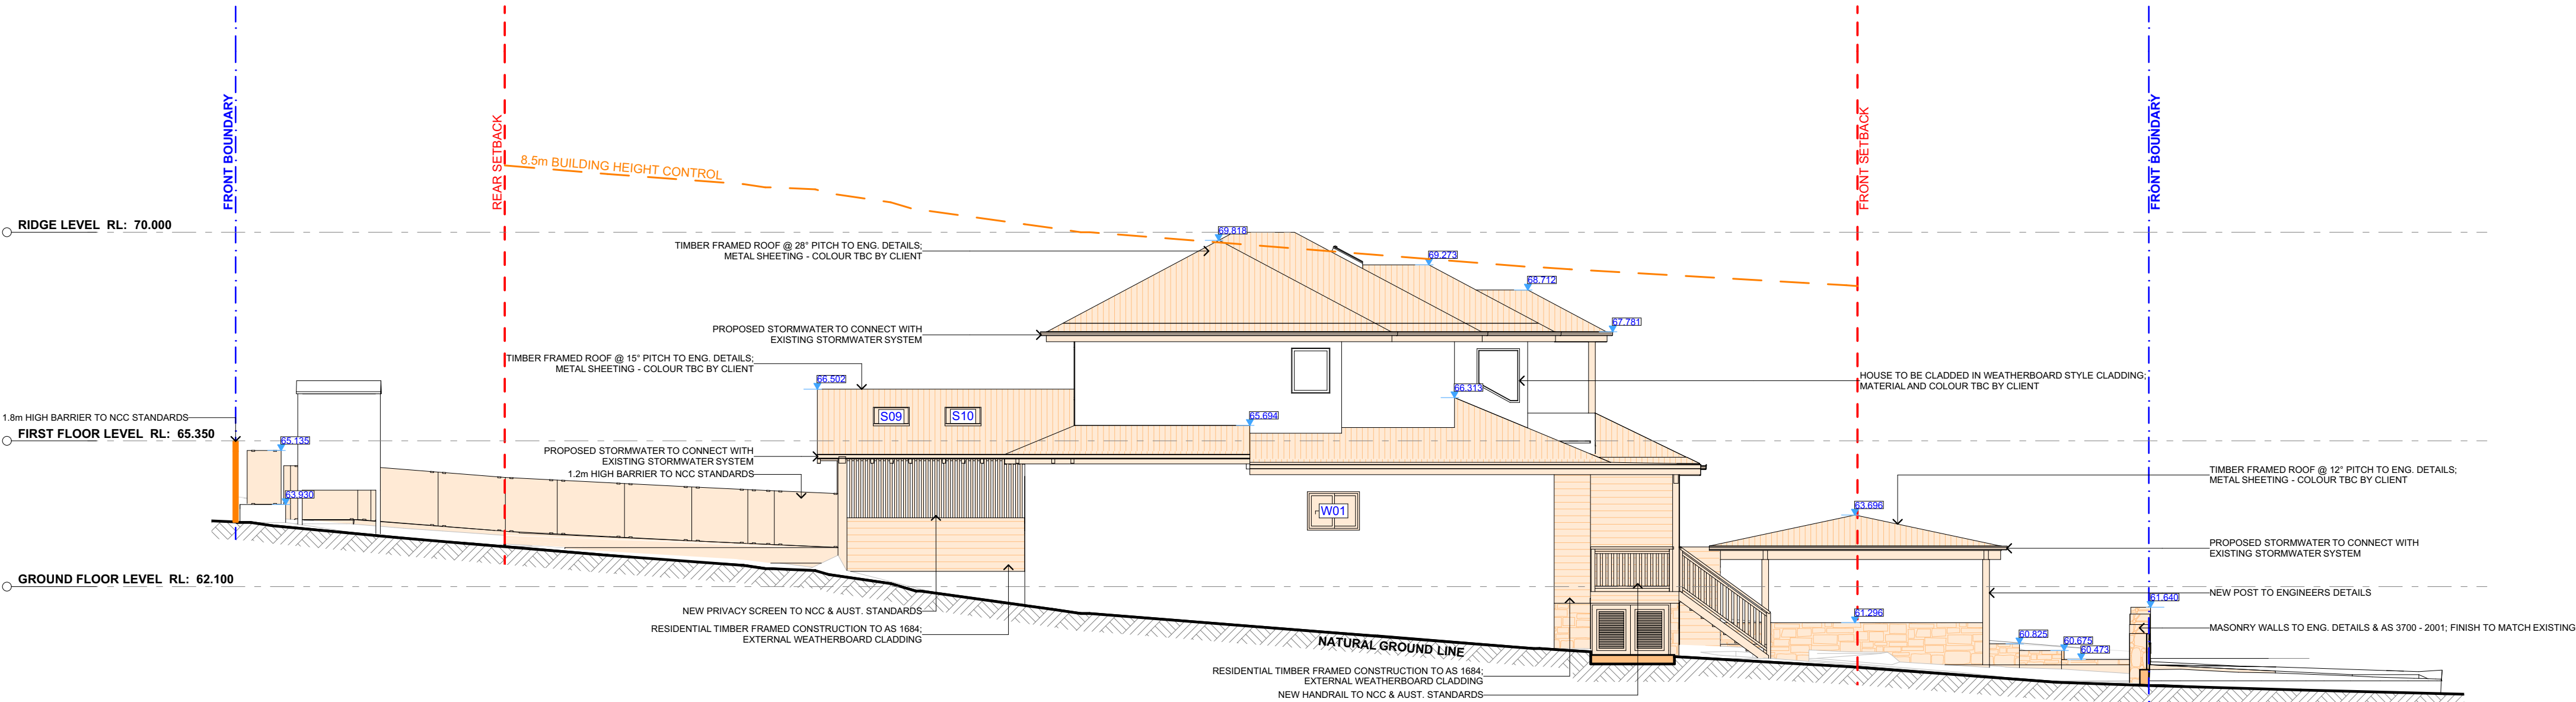 FRONT BOUNDARY
REAR SETBACK
8.5m BUILDING HEIGHT CONTROL
FRONT SETBACK
FRONT BOUNDARY
RIDGE LEVEL RL: 70.000
69.818
TIMBER FRAMED ROOF @ 28° PITCH TO ENG. DETAILS;
METAL SHEETING - COLOUR TBC BY CLIENT
69.273
68.712
67.781
PROPOSED STORMWATER TO CONNECT WITH
EXISTING STORMWATER SYSTEM
TIMBER FRAMED ROOF @ 15° PITCH TO ENG. DETAILS;
METAL SHEETING - COLOUR TBC BY CLIENT
66.502
66.313
HOUSE TO BE CLADDED IN WEATHERBOARD STYLE CLADDING;
MATERIAL AND COLOUR TBC BY CLIENT
S09
S10
65.694
1.8m HIGH BARRIER TO NCC STANDARDS
FIRST FLOOR LEVEL RL: 65.350
65.135
PROPOSED STORMWATER TO CONNECT WITH
EXISTING STORMWATER SYSTEM
1.2m HIGH BARRIER TO NCC STANDARDS
63.930
W01
63.696
TIMBER FRAMED ROOF @ 12° PITCH TO ENG. DETAILS;
METAL SHEETING - COLOUR TBC BY CLIENT
PROPOSED STORMWATER TO CONNECT WITH
EXISTING STORMWATER SYSTEM
GROUND FLOOR LEVEL RL: 62.100
NEW POST TO ENGINEERS DETAILS
61.640
61.296
NEW PRIVACY SCREEN TO NCC & AUST. STANDARDS
RESIDENTIAL TIMBER FRAMED CONSTRUCTION TO AS 1684;
EXTERNAL WEATHERBOARD CLADDING
MASONRY WALLS TO ENG. DETAILS & AS 3700 - 2001; FINISH TO MATCH EXISTING
60.825
60.675
60.473
NATURAL GROUND LINE
RESIDENTIAL TIMBER FRAMED CONSTRUCTION TO AS 1684;
EXTERNAL WEATHERBOARD CLADDING
NEW HANDRAIL TO NCC & AUST. STANDARDS